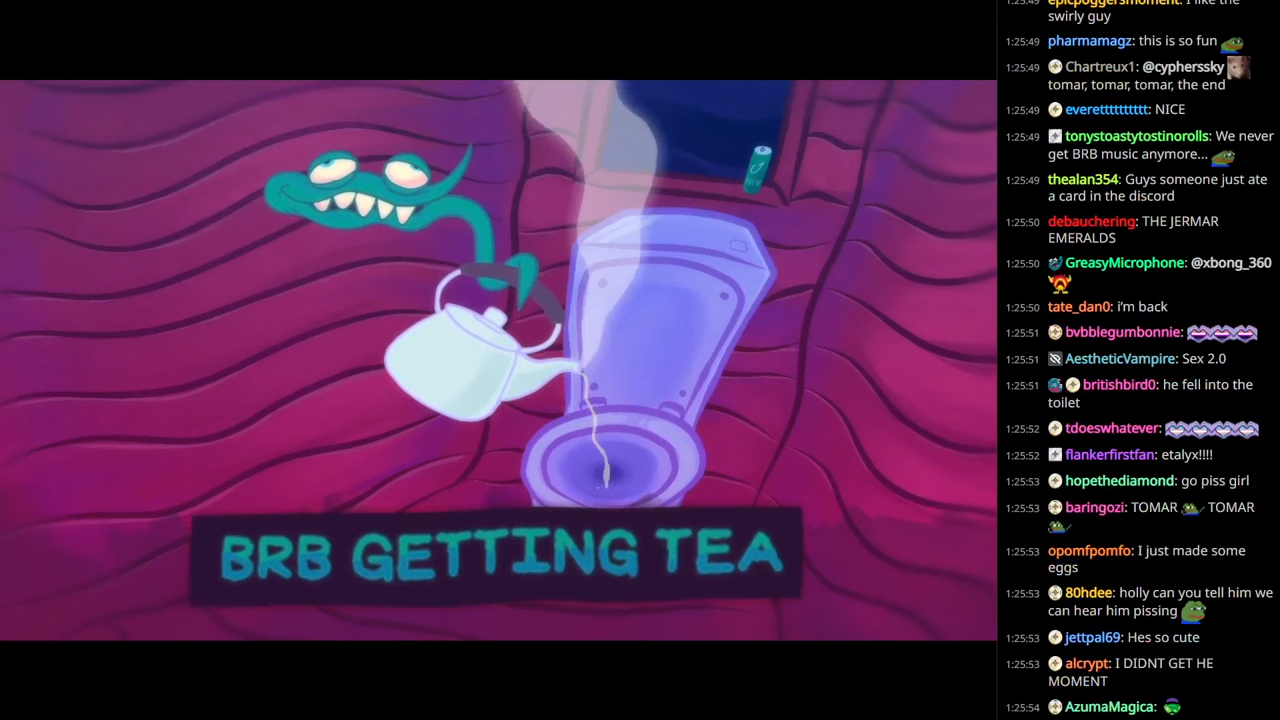 BRB GETTING TEA
swirly guy
1:25:49 pharmamagz: this is so fun
1:25:49 Chartreux1: @cypherssky
tomar, tomar, tomar, the end
1:25:49 everetttttttttt: NICE
1:25:49 tonystoastytostinorolls: We never
get BRB music anymore...
1:25:49 thealan354: Guys someone just ate
a card in the discord
1:25:50 debauchering: THE JERMAR
EMERALDS
1:25:50 GreasyMicrophone: @xbong_360
1:25:50 tate_dan0: i'm back
1:25:51 bvbblegumbonnie:
1:25:51 AestheticVampire: Sex 2.0
1:25:51 britishbird0: he fell into the
toilet
1:25:52 tdoeswhatever:
1:25:52 flankerfirstfan: etalyx!!!!
1:25:53 hopethediamond: go piss girl
1:25:53 baringozi: TOMAR TOMAR
1:25:53 opomfpomfo: I just made some
eggs
1:25:53 80hdee: holly can you tell him we
can hear him pissing
1:25:53 jettpal69: Hes so cute
1:25:53 alcrypt: I DIDNT GET HE
MOMENT
1:25:54 AzumaMagica: